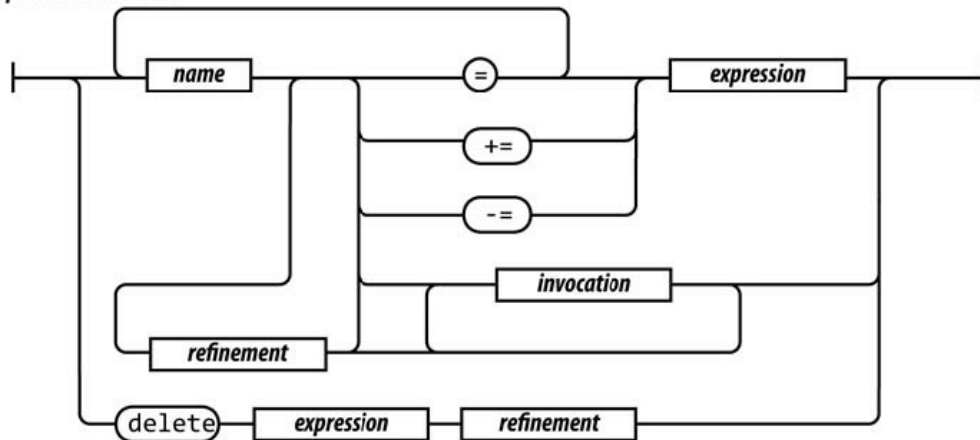 name = expression
+=
-=
invocation
refinement
delete expression refinement